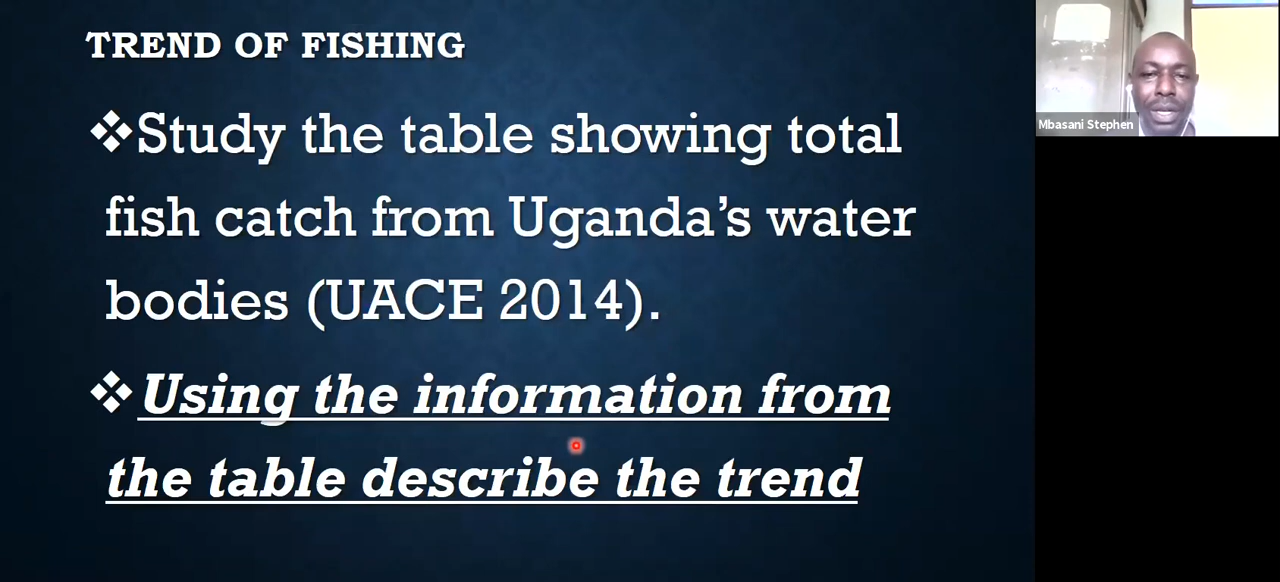 TREND OF FISHING
❖Study the table showing total
fish catch from Uganda's water
bodies (UACE 2014).
❖Using the information from
the table describe the trend
Mbasani Stephen